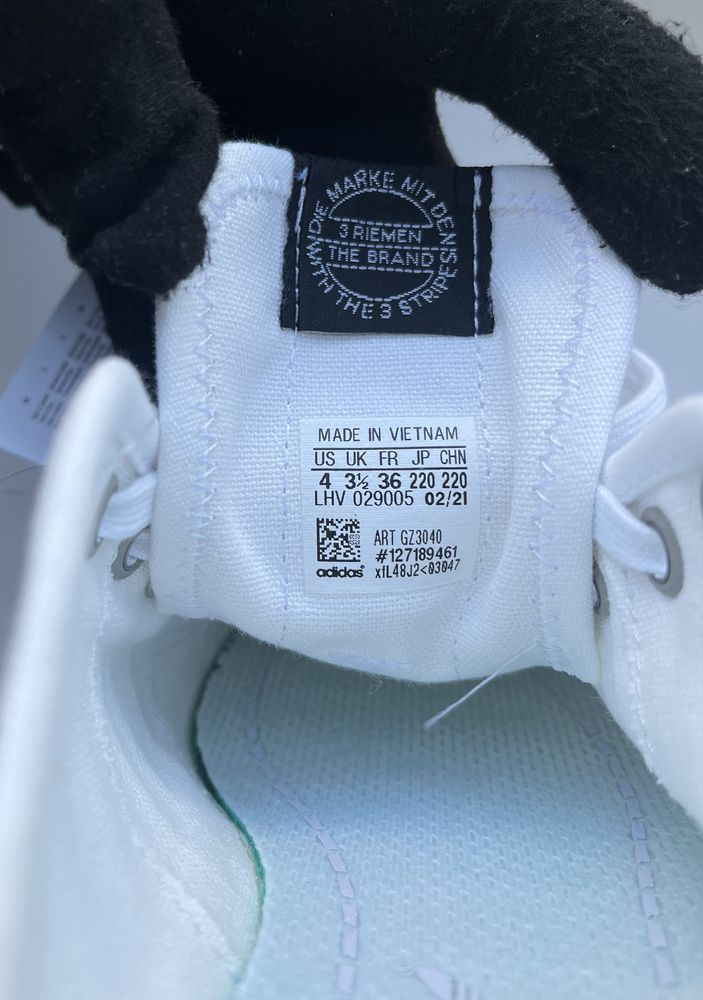 DIE MARKE MIT DEN
3 RIEMEN
THE BRAND
WITH THE 3 STRIPES
MADE IN VIETNAM
US UK FR JP CHN
4 3½ 36 220 220
LHV 029005 02/21
ART GZ3040
#127189461
adidas xfL48J2<03047